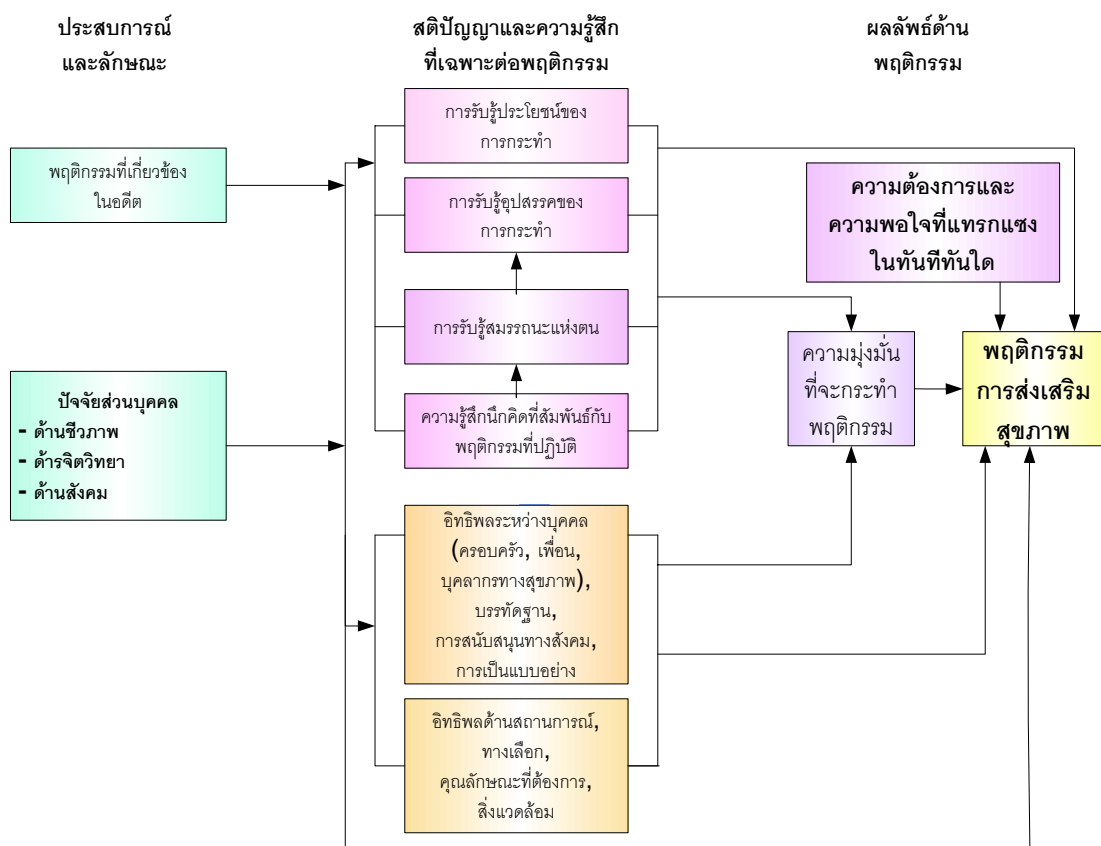 ประสบการณ์
และลักษณะ
สติปัญญาและความรู้สึก
ที่เฉพาะต่อพฤติกรรม
ผลลัพธ์ด้าน
พฤติกรรม
พฤติกรรมที่เกี่ยวข้อง
ในอดีต
ปัจจัยส่วนบุคคล
- ด้านชีวภาพ
- ด้ารจิตวิทยา
- ด้านสังคม
การรับรู้ประโยชน์ของ
การกระทำ
การรับรู้อุปสรรคของ
การกระทำ
การรับรู้สมรรถนะแห่งตน
ความรู้สึกนึกคิดที่สัมพันธ์กับ
พฤติกรรมที่ปฏิบัติ
อิทธิพลระหว่างบุคคล
(ครอบครัว, เพื่อน,
บุคลากรทางสุขภาพ),
บรรทัดฐาน,
การสนับสนุนทางสังคม,
การเป็นแบบอย่าง
อิทธิพลด้านสถานการณ์,
ทางเลือก,
คุณลักษณะที่ต้องการ,
สิ่งแวดล้อม
ความต้องการและ
ความพอใจที่แทรกแซง
ในทันทีทันใด
ความมุ่งมั่น
ที่จะกระทำ
พฤติกรรม
พฤติกรรม
การส่งเสริม
สุขภาพ